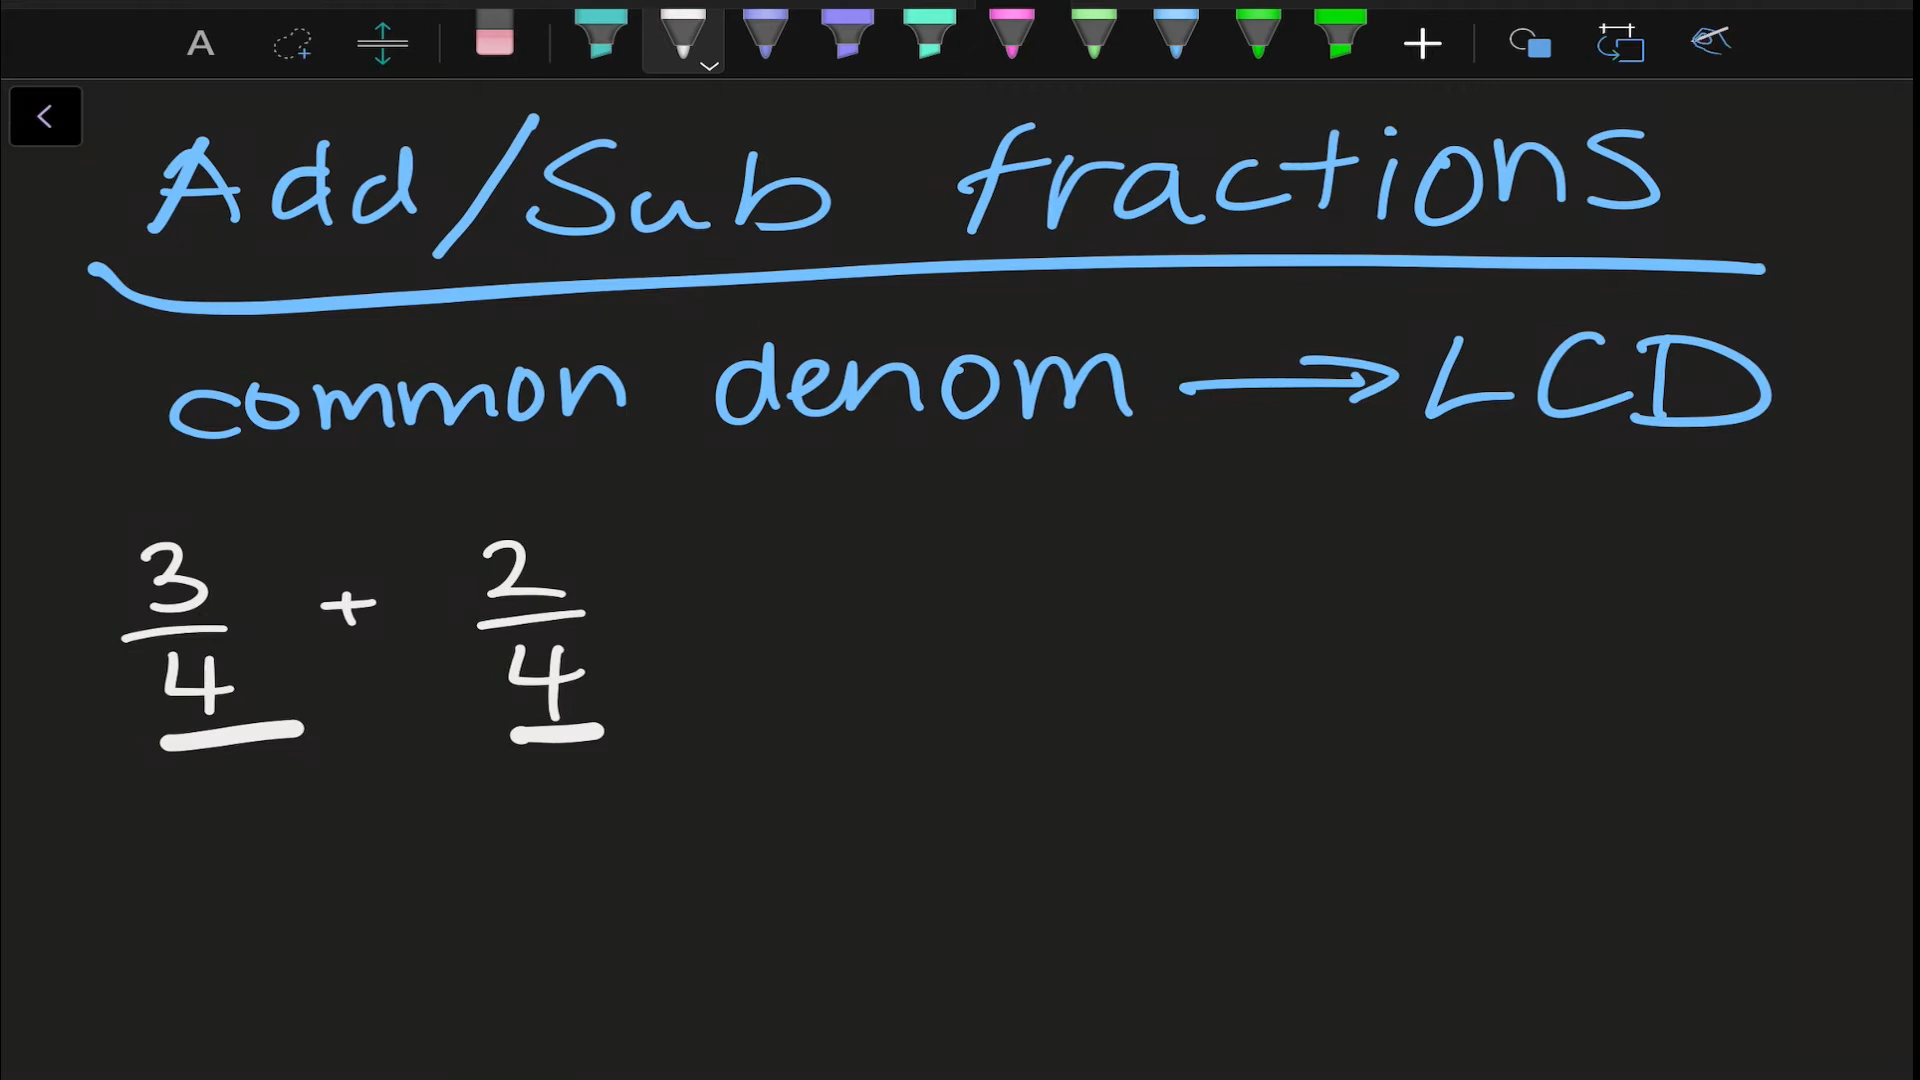 A
Add/Sub fractions
common denom → LCD
3/4 + 2/4